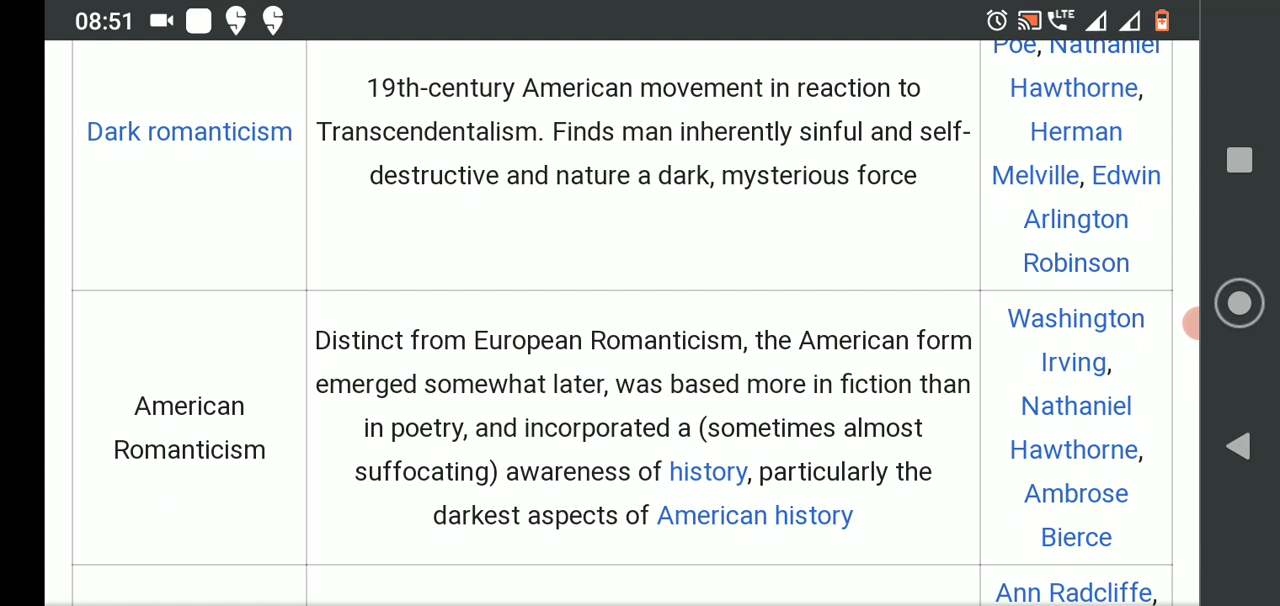 08:51
LTE
Poe, Nathaniel
Hawthorne,
Herman
Melville, Edwin
Arlington
Robinson
Dark romanticism
19th-century American movement in reaction to
Transcendentalism. Finds man inherently sinful and self-
destructive and nature a dark, mysterious force
American
Romanticism
Distinct from European Romanticism, the American form
emerged somewhat later, was based more in fiction than
in poetry, and incorporated a (sometimes almost
suffocating) awareness of history, particularly the
darkest aspects of American history
Washington
Irving,
Nathaniel
Hawthorne,
Ambrose
Bierce
Ann Radcliffe,